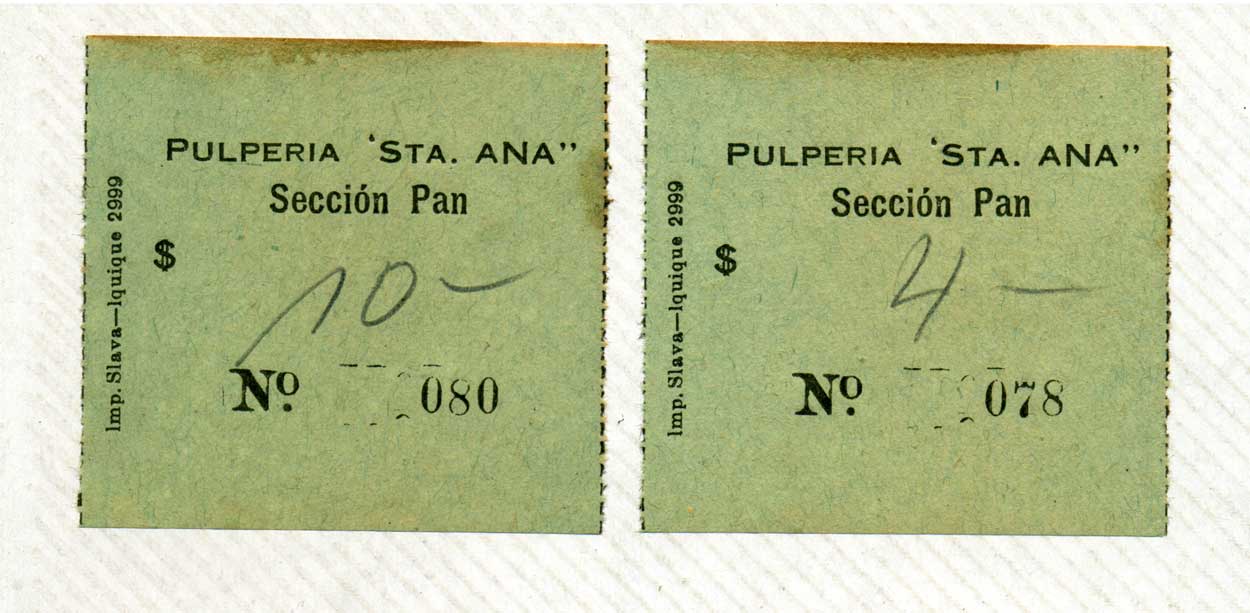 PULPERIA 'STA. ANA"
Sección Pan
$ 10 —
Nº. 080
Imp. Slava—Iquique 2999
PULPERIA 'STA. ANA"
Sección Pan
$ 4 —
Nº. 078
Imp. Slava—Iquique 2999